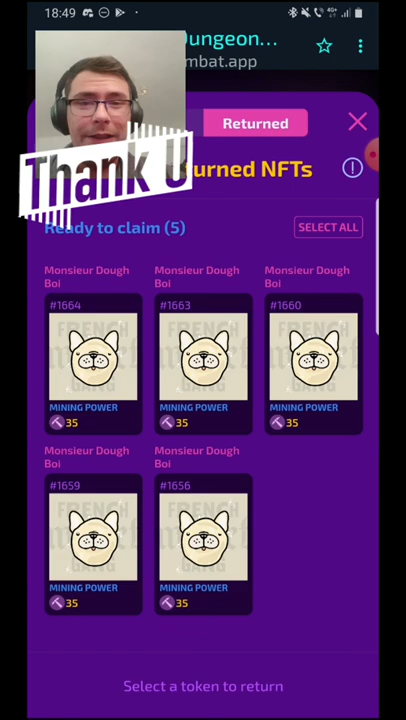 18:49
4G+
Dungeon...
mbat.app
Returned
Thank U
urned NFTs
Ready to claim (5)
SELECT ALL
Monsieur Dough Boi
Monsieur Dough Boi
Monsieur Dough Boi
#1664
#1663
#1660
MINING POWER
MINING POWER
MINING POWER
35
35
35
Monsieur Dough Boi
Monsieur Dough Boi
#1659
#1656
MINING POWER
MINING POWER
35
35
Select a token to return